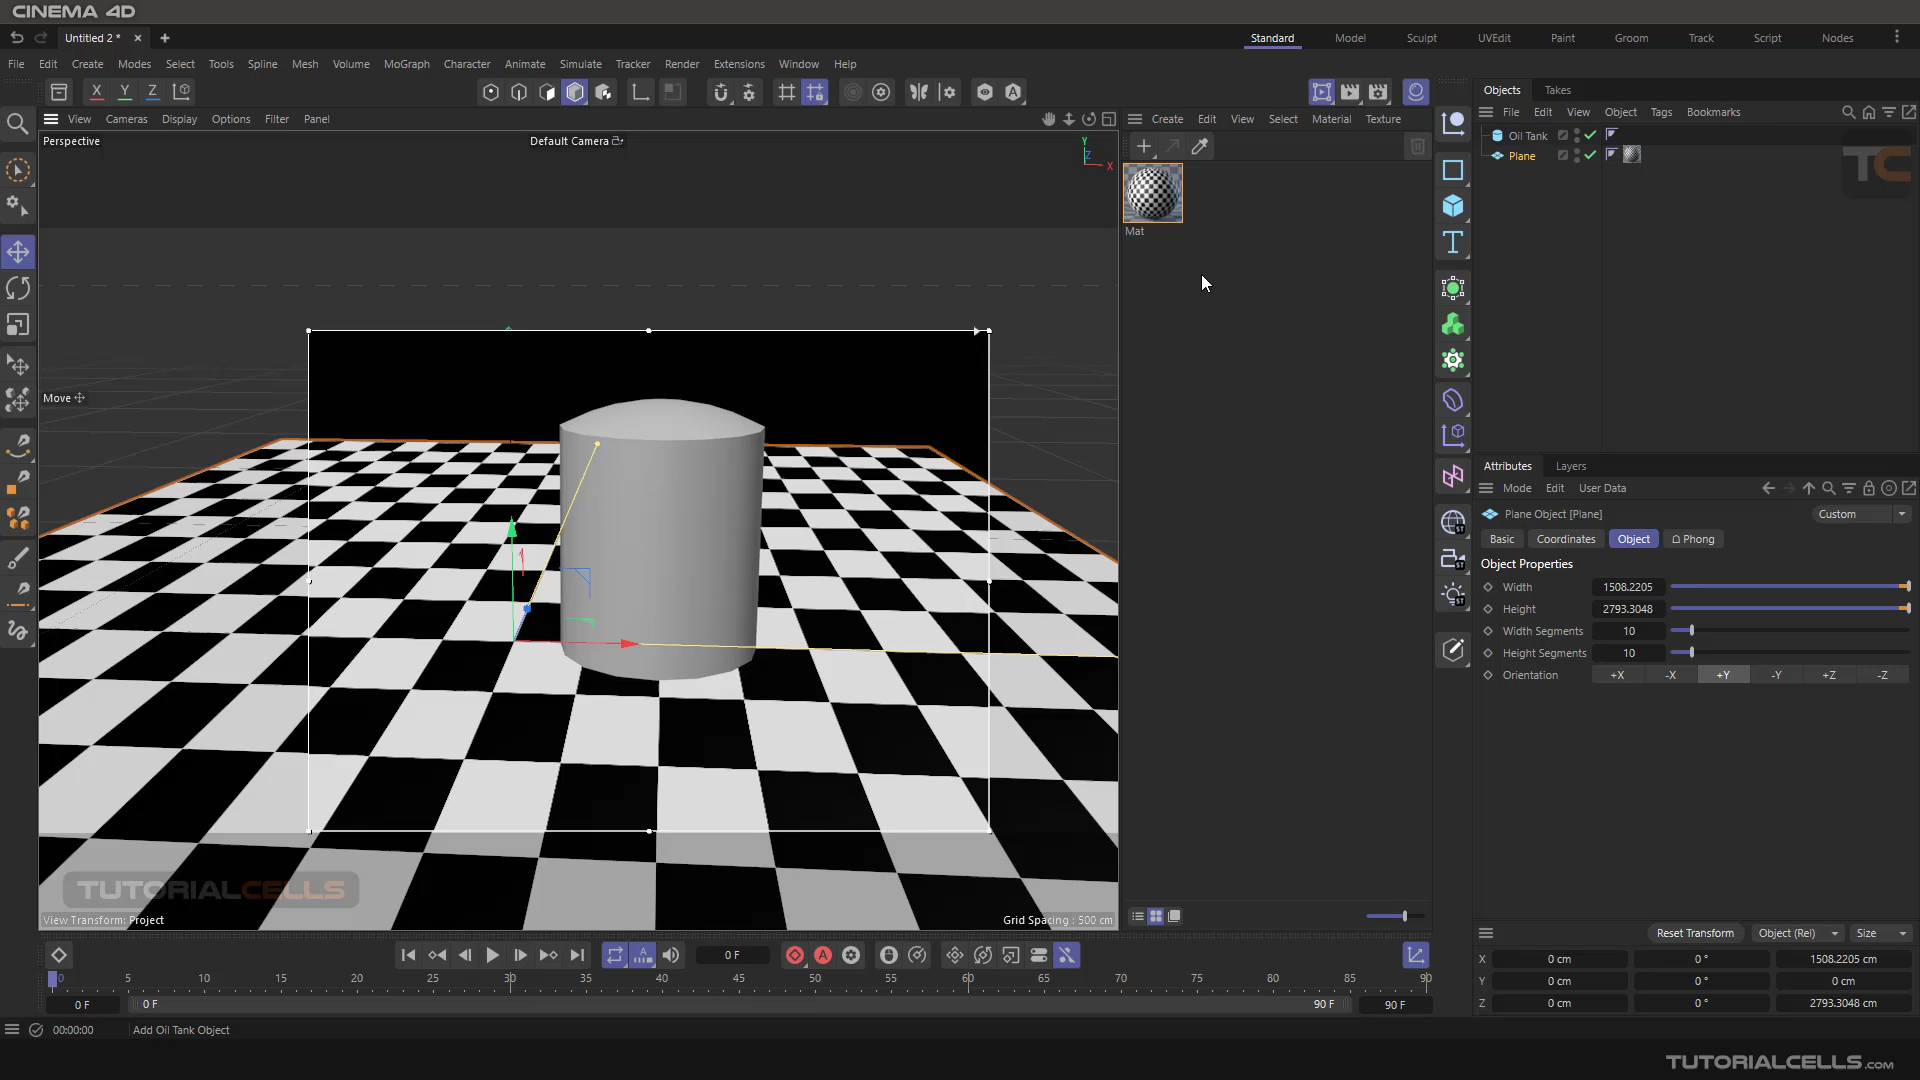 CINEMA 4D
Untitled 2 *
Standard
Model
Sculpt
UVEdit
Paint
Groom
Track
Script
Nodes
File Edit Create Modes Select Tools Spline Mesh Volume MoGraph Character Animate Simulate Tracker Render Extensions Window Help
X Y Z
View Cameras Display Options Filter Panel
Perspective
Default Camera
Y
Z
X
Move
TUTORIALCELLS
View Transform: Project
Grid Spacing : 500 cm
Create Edit View Select Material Texture
Mat
Objects Takes
File Edit View Object Tags Bookmarks
Oil Tank
Plane
TC
Attributes Layers
Mode Edit User Data
Plane Object [Plane]
Custom
Basic Coordinates Object Phong
Object Properties
Width 1508.2205
Height 2793.3048
Width Segments 10
Height Segments 10
Orientation +X -X +Y -Y +Z -Z
Reset Transform Object (Rel) Size
X 0 cm 0 ° 1508.2205 cm
Y 0 cm 0 ° 0 cm
Z 0 cm 0 ° 2793.3048 cm
0 F
0 5 10 15 20 25 30 35 40 45 50 55 60 65 70 75 80 85 90
0 F 0 F 90 F 90 F
00:00:00 Add Oil Tank Object
TUTORIALCELLS.com